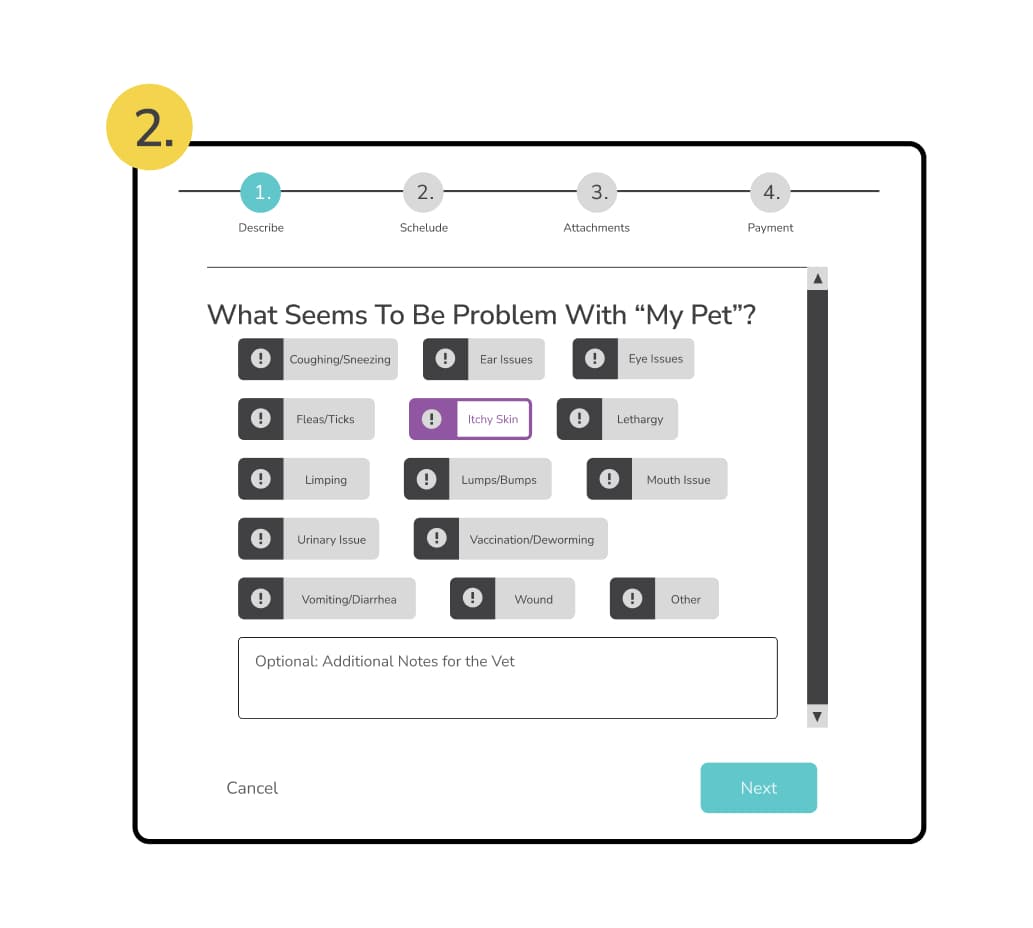 2.
1. 2. 3. 4.
Describe Schelude Attachments Payment
What Seems To Be Problem With “My Pet”?
Coughing/Sneezing Ear Issues Eye Issues
Fleas/Ticks Itchy Skin Lethargy
Limping Lumps/Bumps Mouth Issue
Urinary Issue Vaccination/Deworming
Vomiting/Diarrhea Wound Other
Optional: Additional Notes for the Vet
Cancel Next